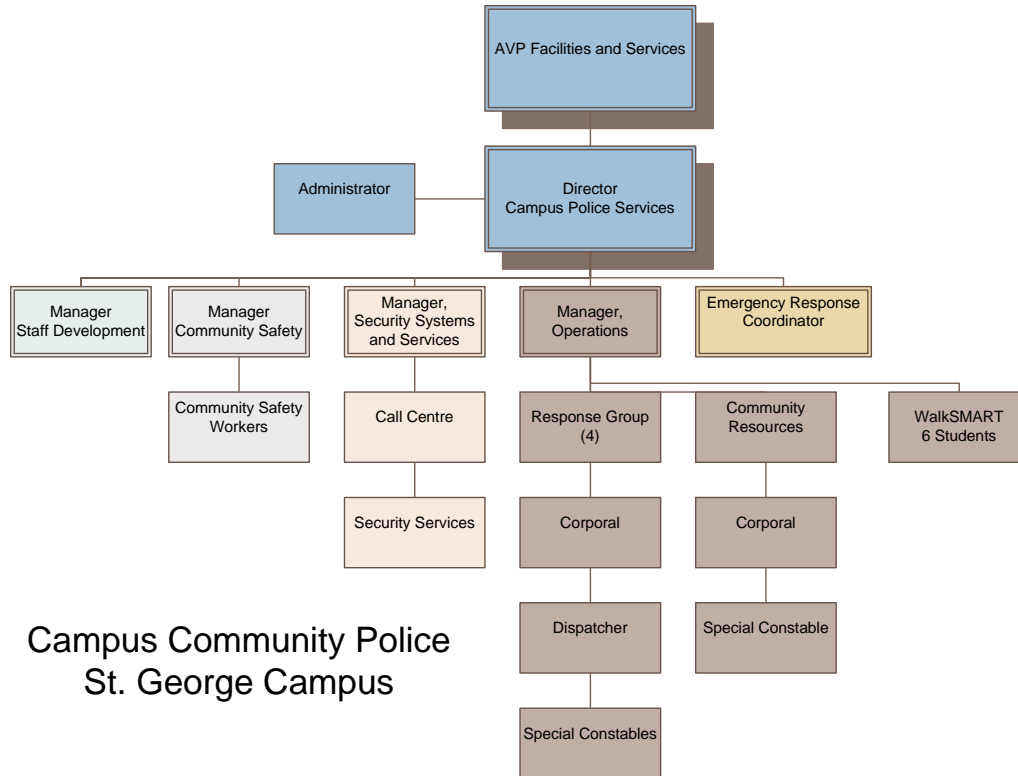 AVP Facilities and Services
Administrator
Director
Campus Police Services
Manager
Staff Development
Manager
Community Safety
Manager,
Security Systems
and Services
Manager,
Operations
Emergency Response
Coordinator
Community Safety
Workers
Call Centre
Response Group
(4)
Community
Resources
WalkSMART
6 Students
Security Services
Corporal
Corporal
Dispatcher
Special Constable
Special Constables
Campus Community Police
St. George Campus